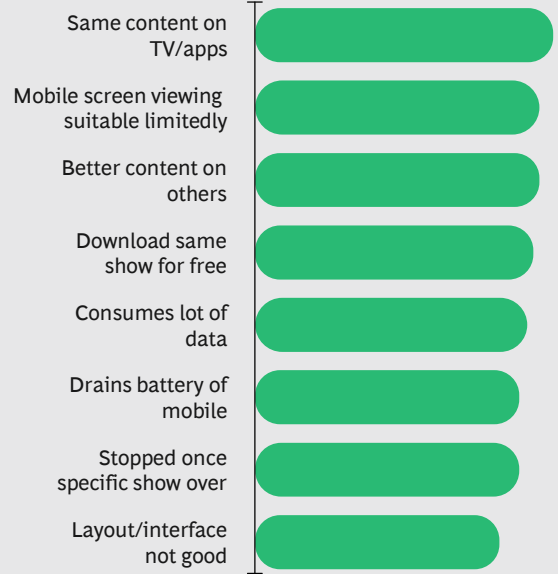 Same content on
TV/apps
Mobile screen viewing
suitable limitedly
Better content on
others
Download same
show for free
Consumes lot of
data
Drains battery of
mobile
Stopped once
specific show over
Layout/interface
not good